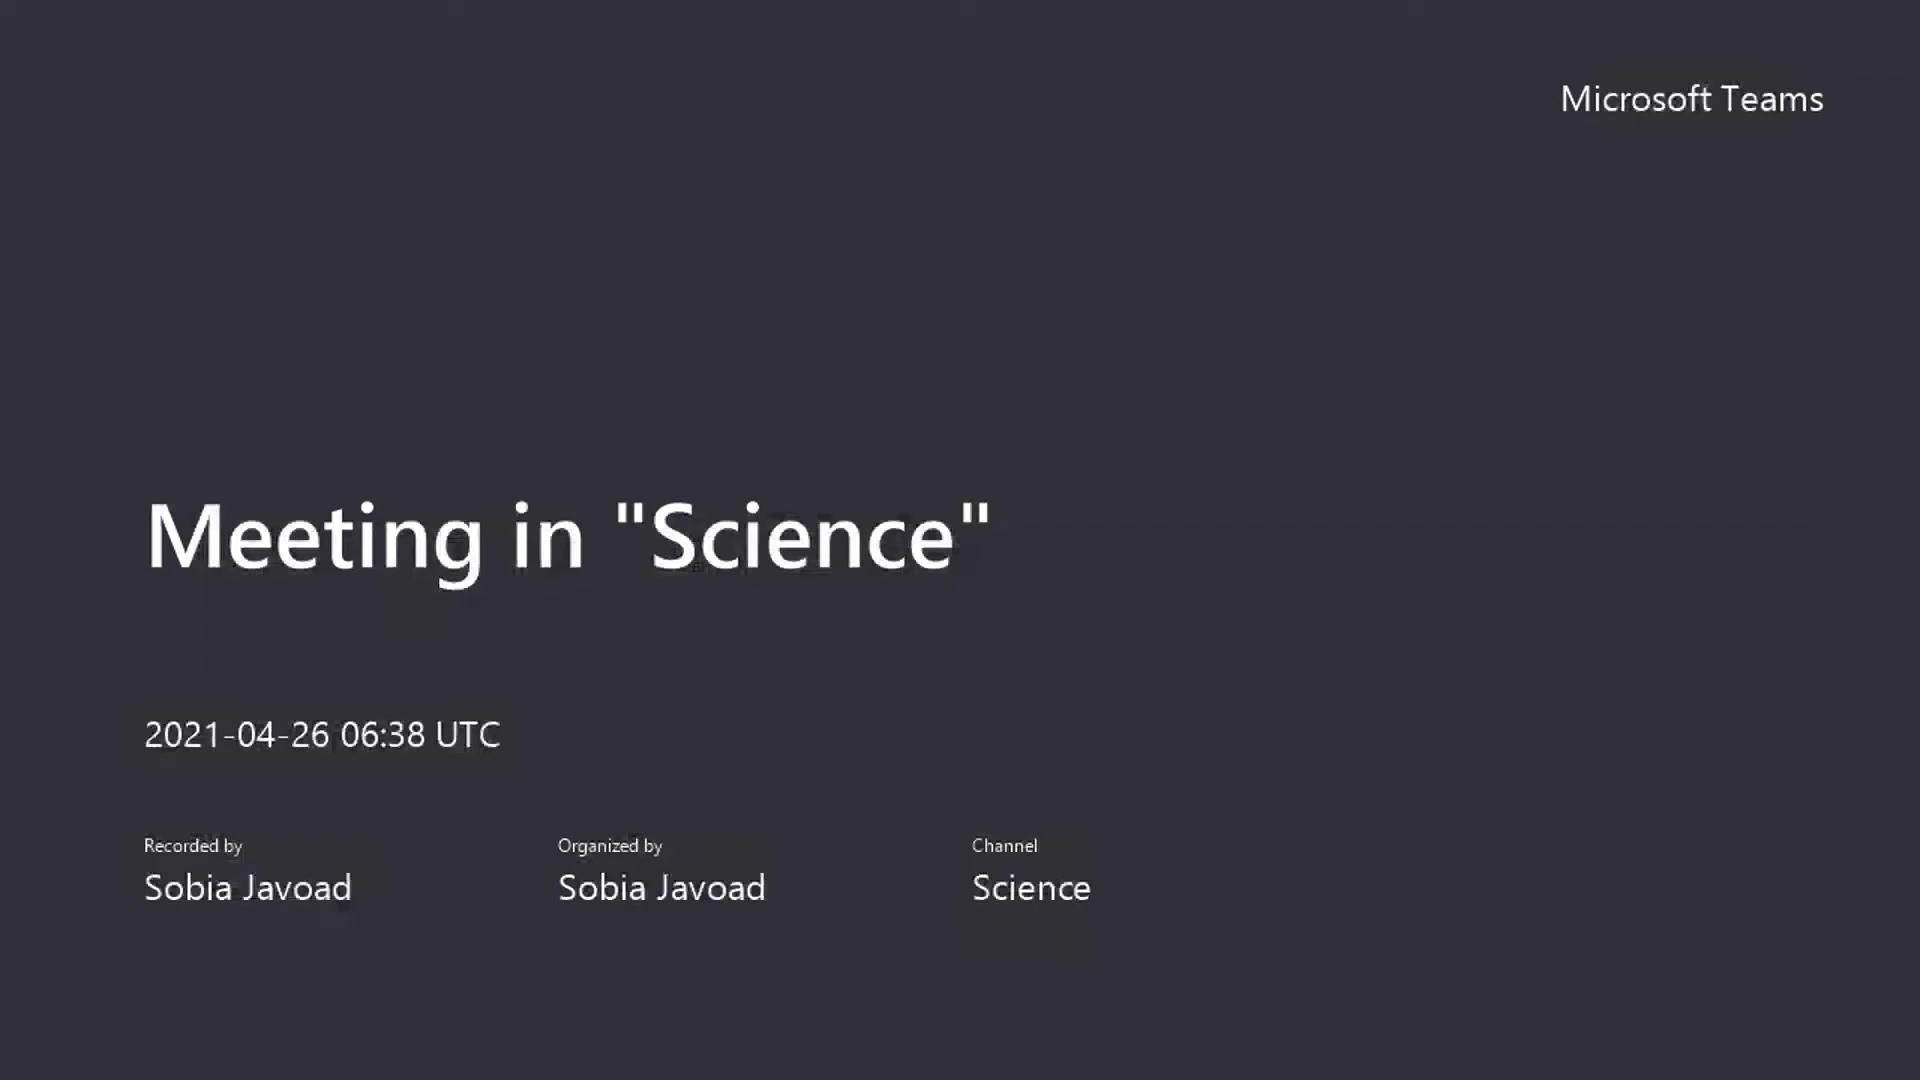 Microsoft Teams
Meeting in "Science"
2021-04-26 06:38 UTC
Recorded by
Sobia Javoad
Organized by
Sobia Javoad
Channel
Science